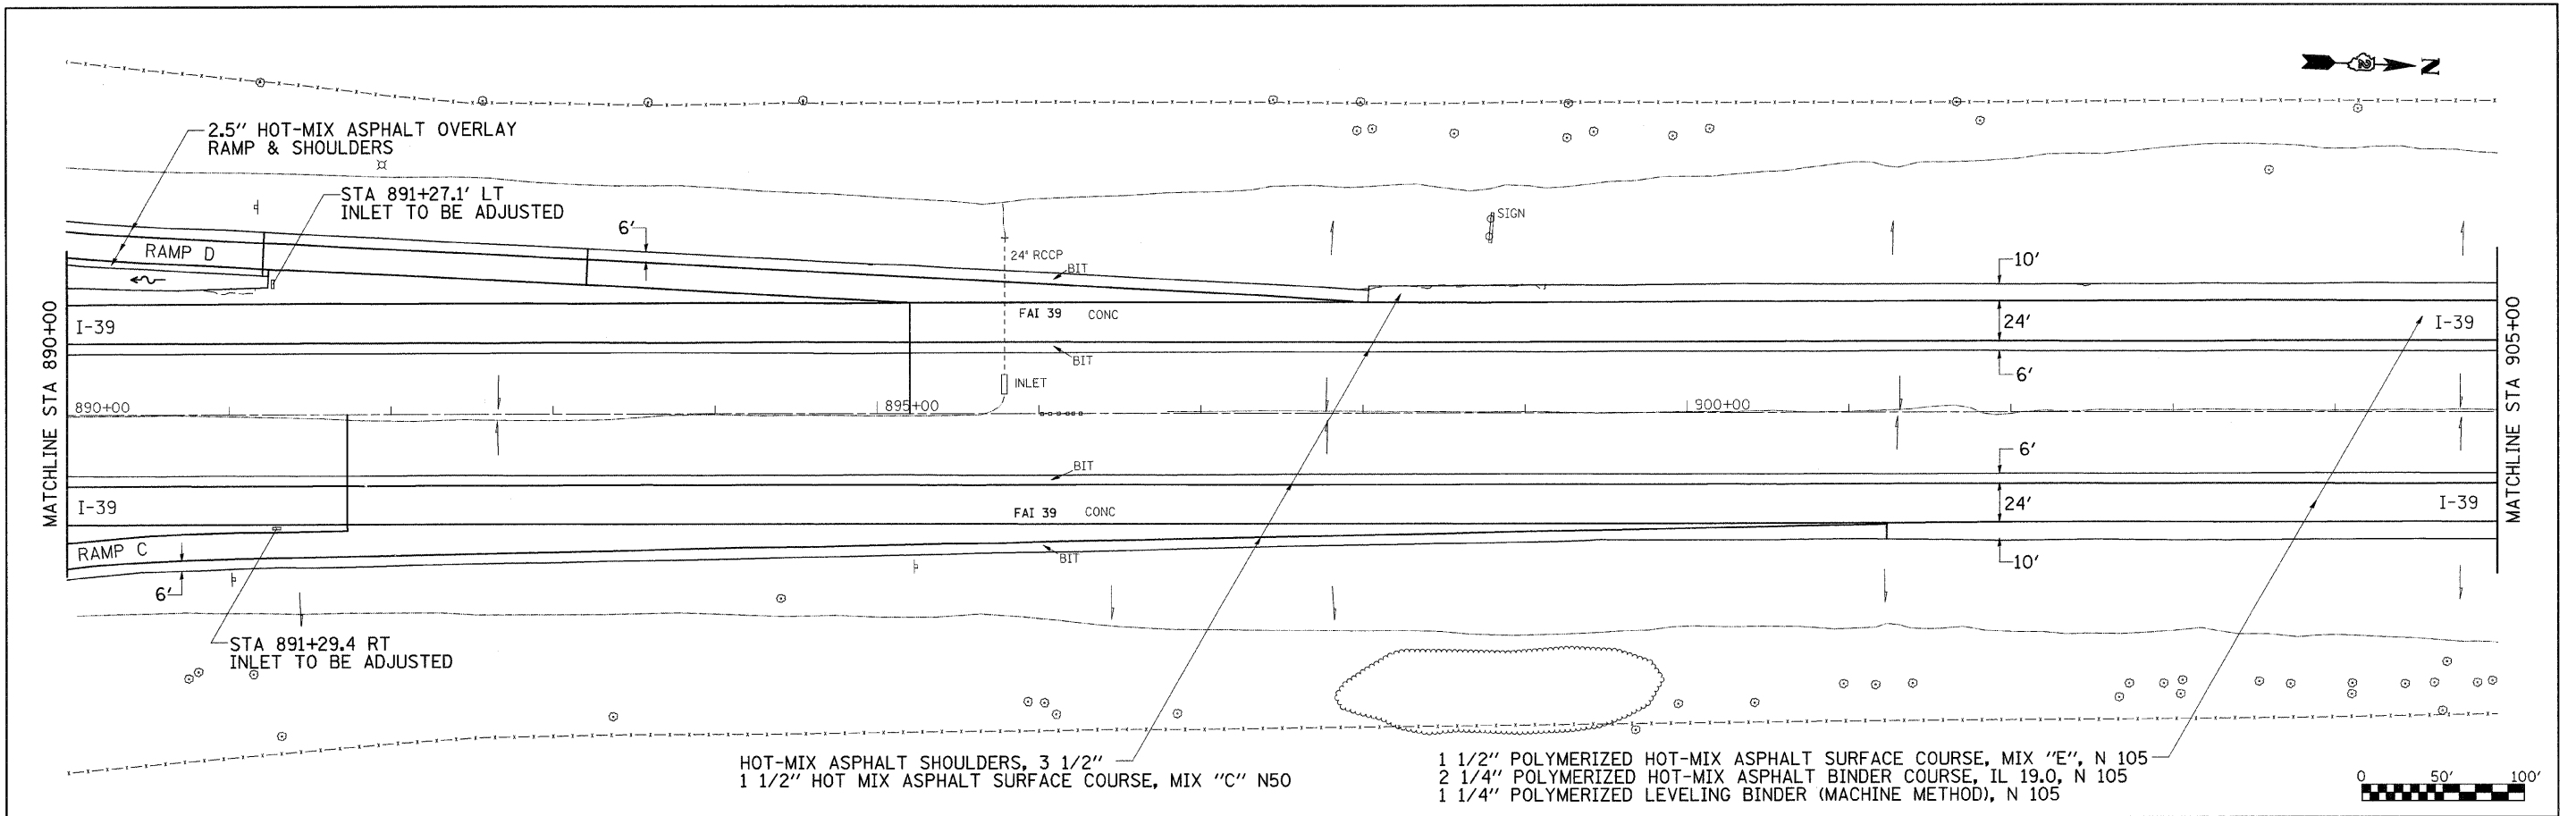 N
2.5" HOT-MIX ASPHALT OVERLAY
RAMP & SHOULDERS
STA 891+27.1' LT
INLET TO BE ADJUSTED
SIGN
6'
RAMP D
24" RCCP
BIT
10'
MATCHLINE STA 890+00
I-39
FAI 39 CONC
24'
I-39
MATCHLINE STA 905+00
BIT
6'
INLET
890+00
895+00
900+00
6'
BIT
I-39
FAI 39 CONC
24'
I-39
RAMP C
BIT
10'
6'
STA 891+29.4 RT
INLET TO BE ADJUSTED
HOT-MIX ASPHALT SHOULDERS, 3 1/2"
1 1/2" HOT MIX ASPHALT SURFACE COURSE, MIX "C" N50
1 1/2" POLYMERIZED HOT-MIX ASPHALT SURFACE COURSE, MIX "E", N 105
2 1/4" POLYMERIZED HOT-MIX ASPHALT BINDER COURSE, IL 19.0, N 105
1 1/4" POLYMERIZED LEVELING BINDER (MACHINE METHOD), N 105
0 50' 100'